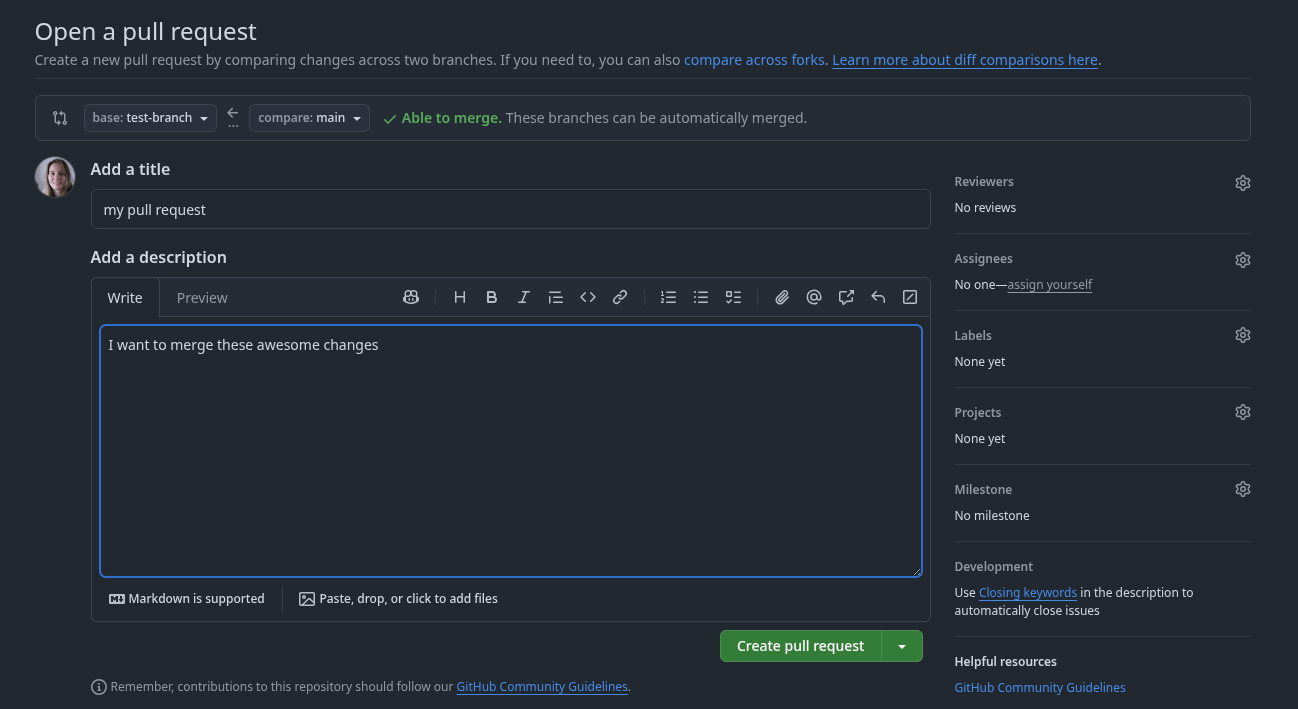 Open a pull request
Create a new pull request by comparing changes across two branches. If you need to, you can also compare across forks. Learn more about diff comparisons here.
base: test-branch ← ... compare: main ✓ Able to merge. These branches can be automatically merged.
Add a title
my pull request
Add a description
Write Preview
I want to merge these awesome changes
Markdown is supported Paste, drop, or click to add files
Create pull request
Remember, contributions to this repository should follow our GitHub Community Guidelines.
Reviewers
No reviews
Assignees
No one—assign yourself
Labels
None yet
Projects
None yet
Milestone
No milestone
Development
Use Closing keywords in the description to
automatically close issues
Helpful resources
GitHub Community Guidelines